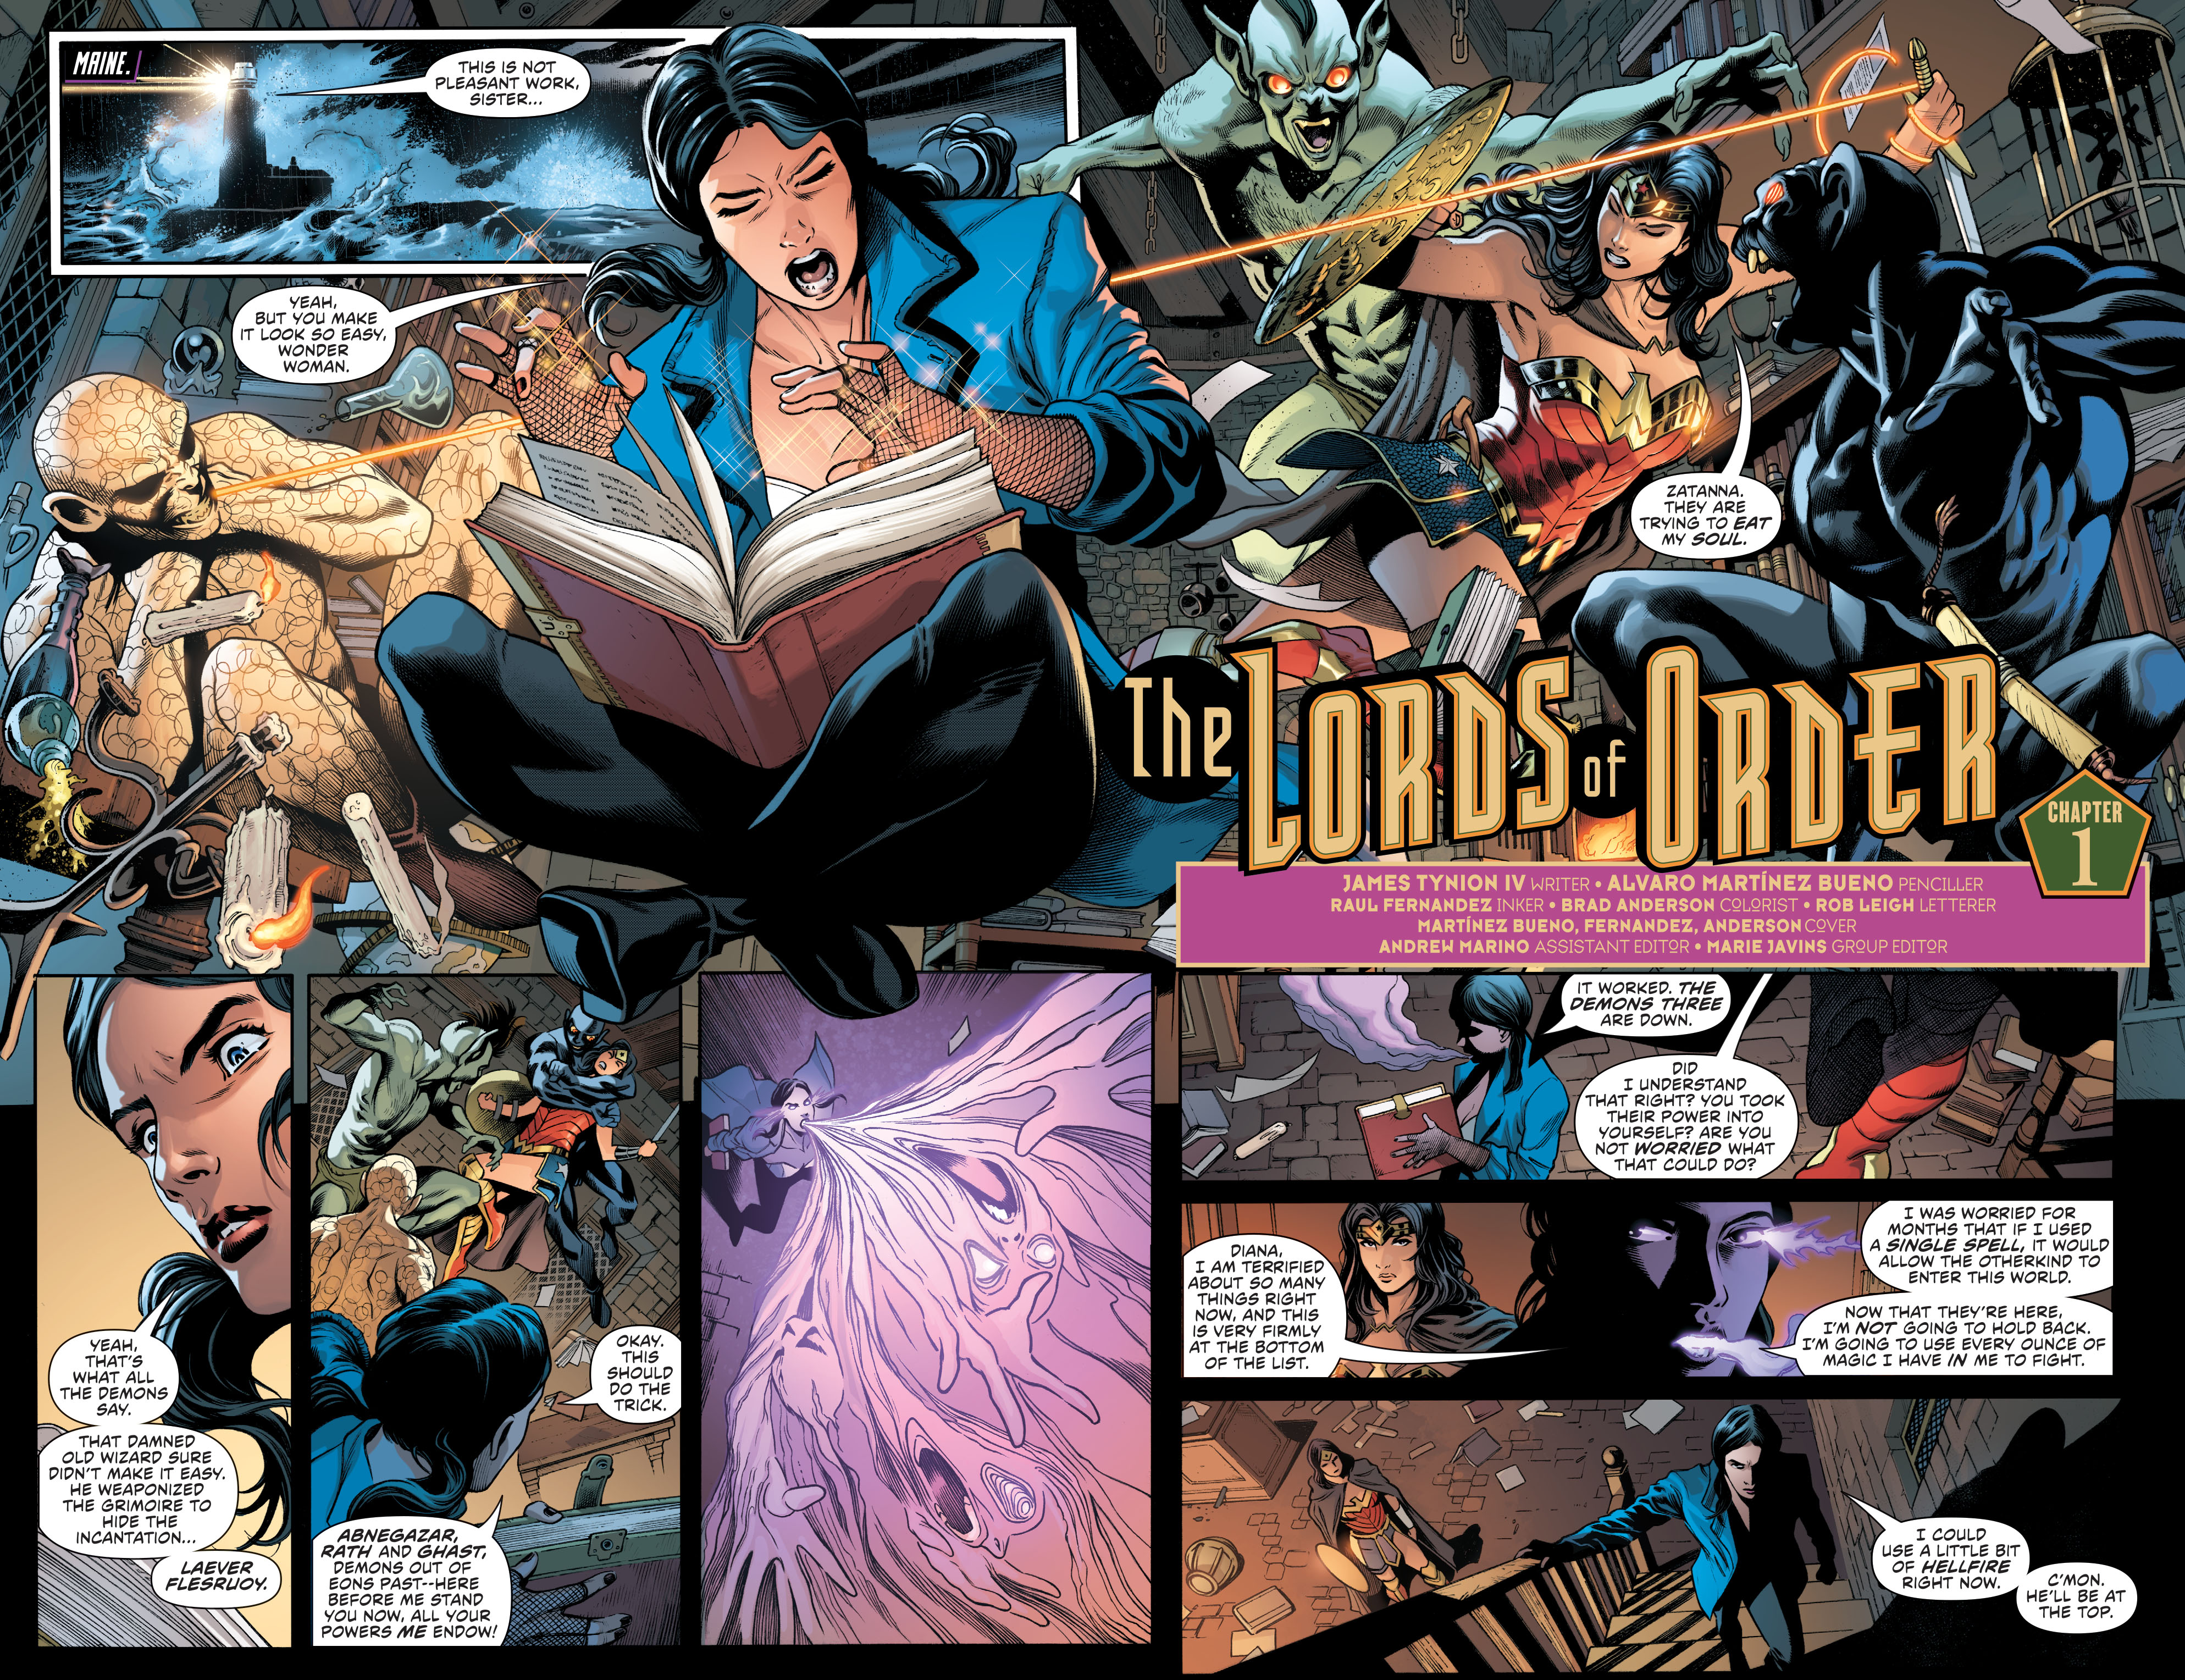 MAINE.
THIS IS NOT
PLEASANT WORK,
SISTER...
YEAH,
BUT YOU MAKE
IT LOOK SO EASY,
WONDER
WOMAN.
ZATANNA.
THEY ARE
TRYING TO EAT
MY SOUL.
The LORDS of ORDER
CHAPTER
1
JAMES TYNION IV WRITER • ALVARO MARTÍNEZ BUENO PENCILLER
RAUL FERNANDEZ INKER • BRAD ANDERSON COLORIST • ROB LEIGH LETTERER
MARTÍNEZ BUENO, FERNANDEZ, ANDERSON COVER
ANDREW MARINO ASSISTANT EDITOR • MARIE JAVINS GROUP EDITOR
YEAH,
THAT'S
WHAT ALL
THE DEMONS
SAY.
THAT DAMNED
OLD WIZARD SURE
DIDN'T MAKE IT EASY.
HE WEAPONIZED
THE GRIMOIRE TO
HIDE THE
INCANTATION...
LAEVER
FLESRUOY.
OKAY.
THIS
SHOULD
DO THE
TRICK.
ABNEGAZAR,
RATH AND GHAST,
DEMONS OUT OF
EONS PAST--HERE
BEFORE ME STAND
YOU NOW, ALL YOUR
POWERS ME ENDOW!
IT WORKED. THE
DEMONS THREE
ARE DOWN.
DID
I UNDERSTAND
THAT RIGHT? YOU TOOK
THEIR POWER INTO
YOURSELF? ARE YOU
NOT WORRIED WHAT
THAT COULD DO?
DIANA,
I AM TERRIFIED
ABOUT SO MANY
THINGS RIGHT
NOW, AND THIS
IS VERY FIRMLY
AT THE BOTTOM
OF THE LIST.
I WAS WORRIED FOR
MONTHS THAT IF I USED
A SINGLE SPELL, IT WOULD
ALLOW THE OTHERKIND TO
ENTER THIS WORLD.
NOW THAT THEY'RE HERE,
I'M NOT GOING TO HOLD BACK.
I'M GOING TO USE EVERY OUNCE OF
MAGIC I HAVE IN ME TO FIGHT.
I COULD
USE A LITTLE BIT
OF HELLFIRE
RIGHT NOW.
C'MON.
HE'LL BE AT
THE TOP.